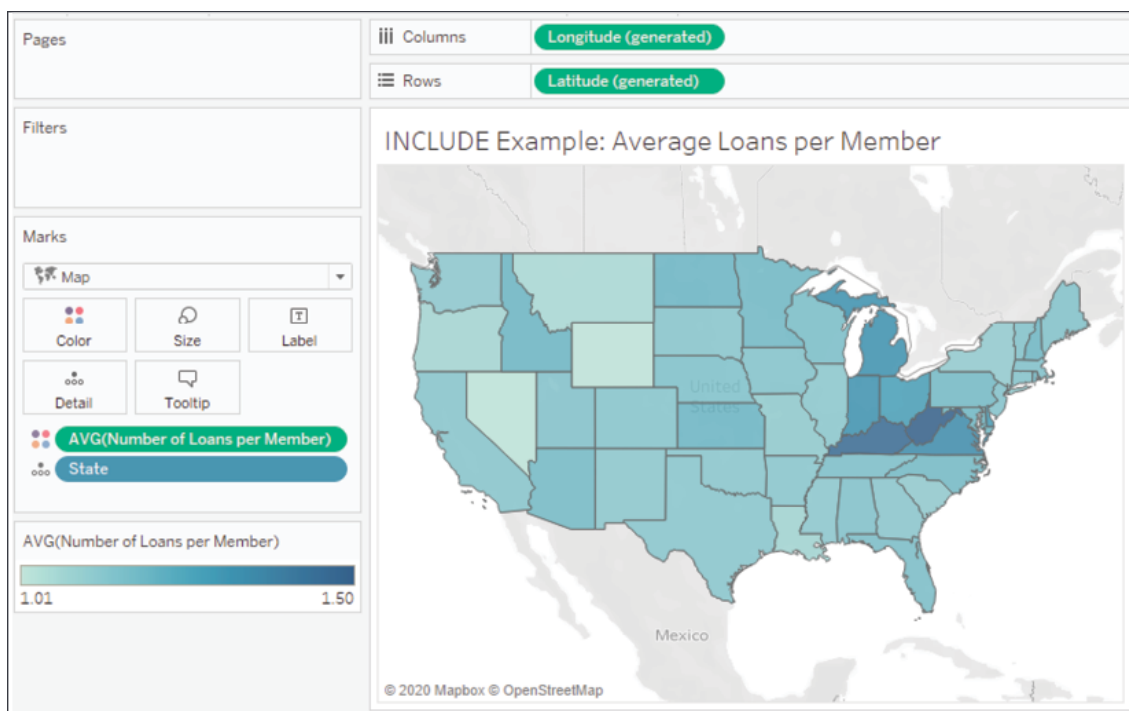 Pages
Columns
Longitude (generated)
Rows
Latitude (generated)
Filters
INCLUDE Example: Average Loans per Member
Marks
Map
Color
Size
Label
Detail
Tooltip
AVG(Number of Loans per Member)
State
AVG(Number of Loans per Member)
1.01
1.50
United
States
Mexico
© 2020 Mapbox © OpenStreetMap